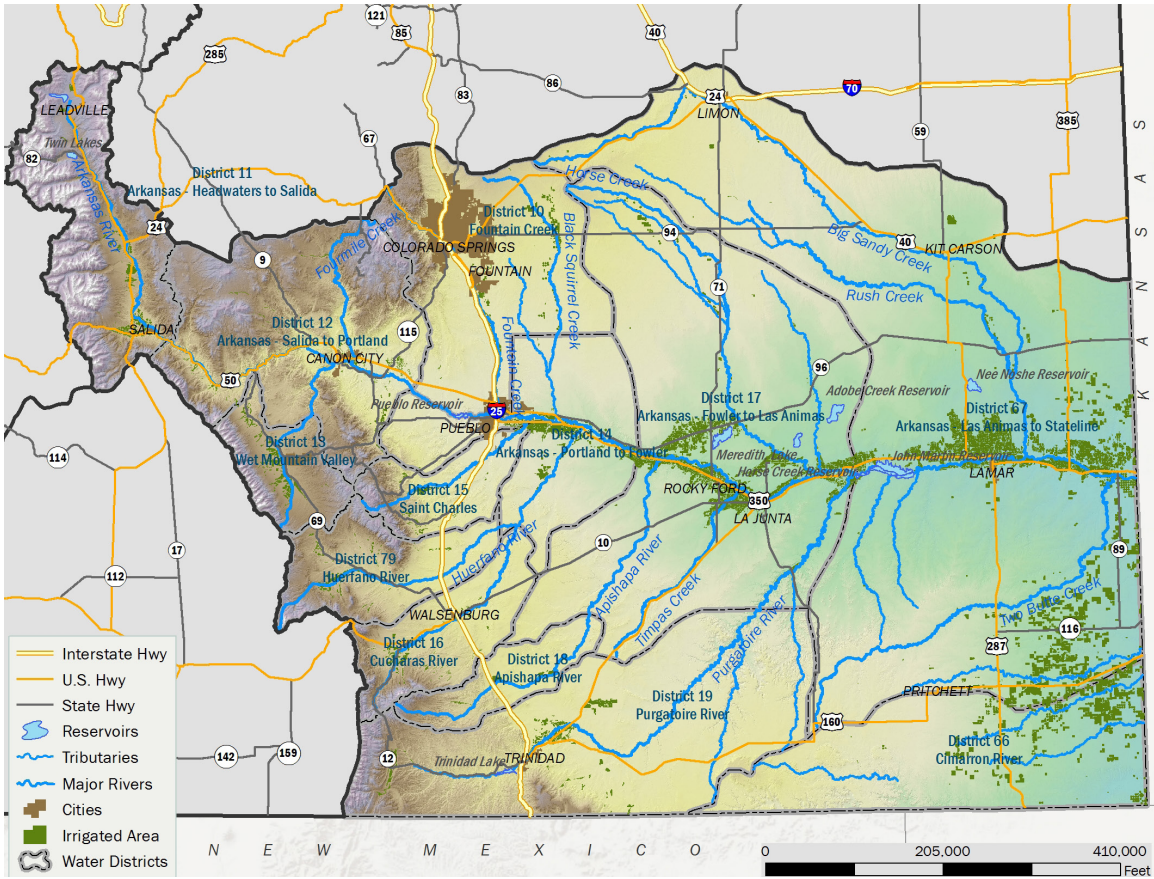 121
85
40
285
86
83
24
70
LIMON
385
59
67
LEADVILLE
Twin Lakes
82
Arkansas River
District 11
Arkansas - Headwaters to Salida
24
Horse Creek
District 10
Fountain Creek
Black Squirrel Creek
94
Big Sandy Creek
40
KIT CARSON
Fourmile Creek
COLORADO SPRINGS
9
FOUNTAIN
71
Rush Creek
K A N S A S
SALIDA
District 12
Arkansas - Salida to Portland
115
CANON CITY
Fountain Creek
50
96
Nee Noshe Reservoir
Adobe Creek Reservoir
Pueblo Reservoir
25
PUEBLO
District 17
Arkansas - Fowler to Las Animas
District 67
Arkansas - Las Animas to Stateline
District 14
Arkansas - Portland to Fowler
District 13
Wet Mountain Valley
114
Meredith, Lake
Horse Creek Reservoir
John Martin Reservoir
LAMAR
ROCKY FORD
350
LA JUNTA
District 15
Saint Charles
69
17
10
89
Huerfano River
District 79
Huerfano River
112
Apishapa River
Timpas Creek
Purgatoire River
Two Butte Creek
116
WALSENBURG
287
District 16
Cucharas River
District 18
Apishapa River
District 19
Purgatoire River
PRITCHETT
160
District 66
Cimarron River
142
159
12
Trinidad Lake
TRINIDAD
Interstate Hwy
U.S. Hwy
State Hwy
Reservoirs
Tributaries
Major Rivers
Cities
Irrigated Area
Water Districts
N E W M E X I C O
0 205,000 410,000
Feet